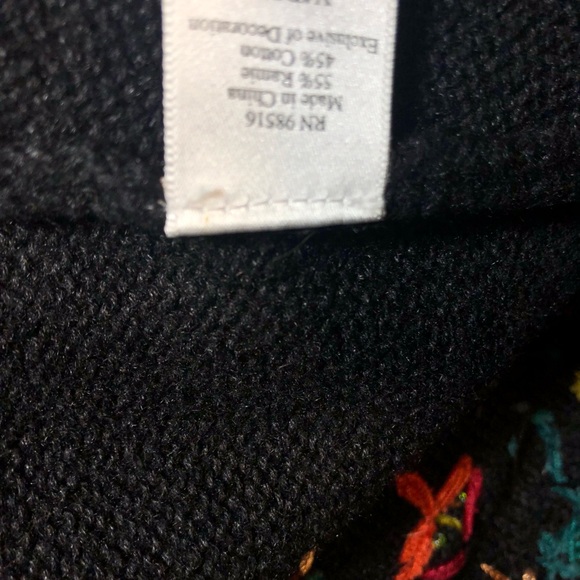 RN 98516
Made in China
55% Ramie
45% Cotton
Exclusive of Decoration